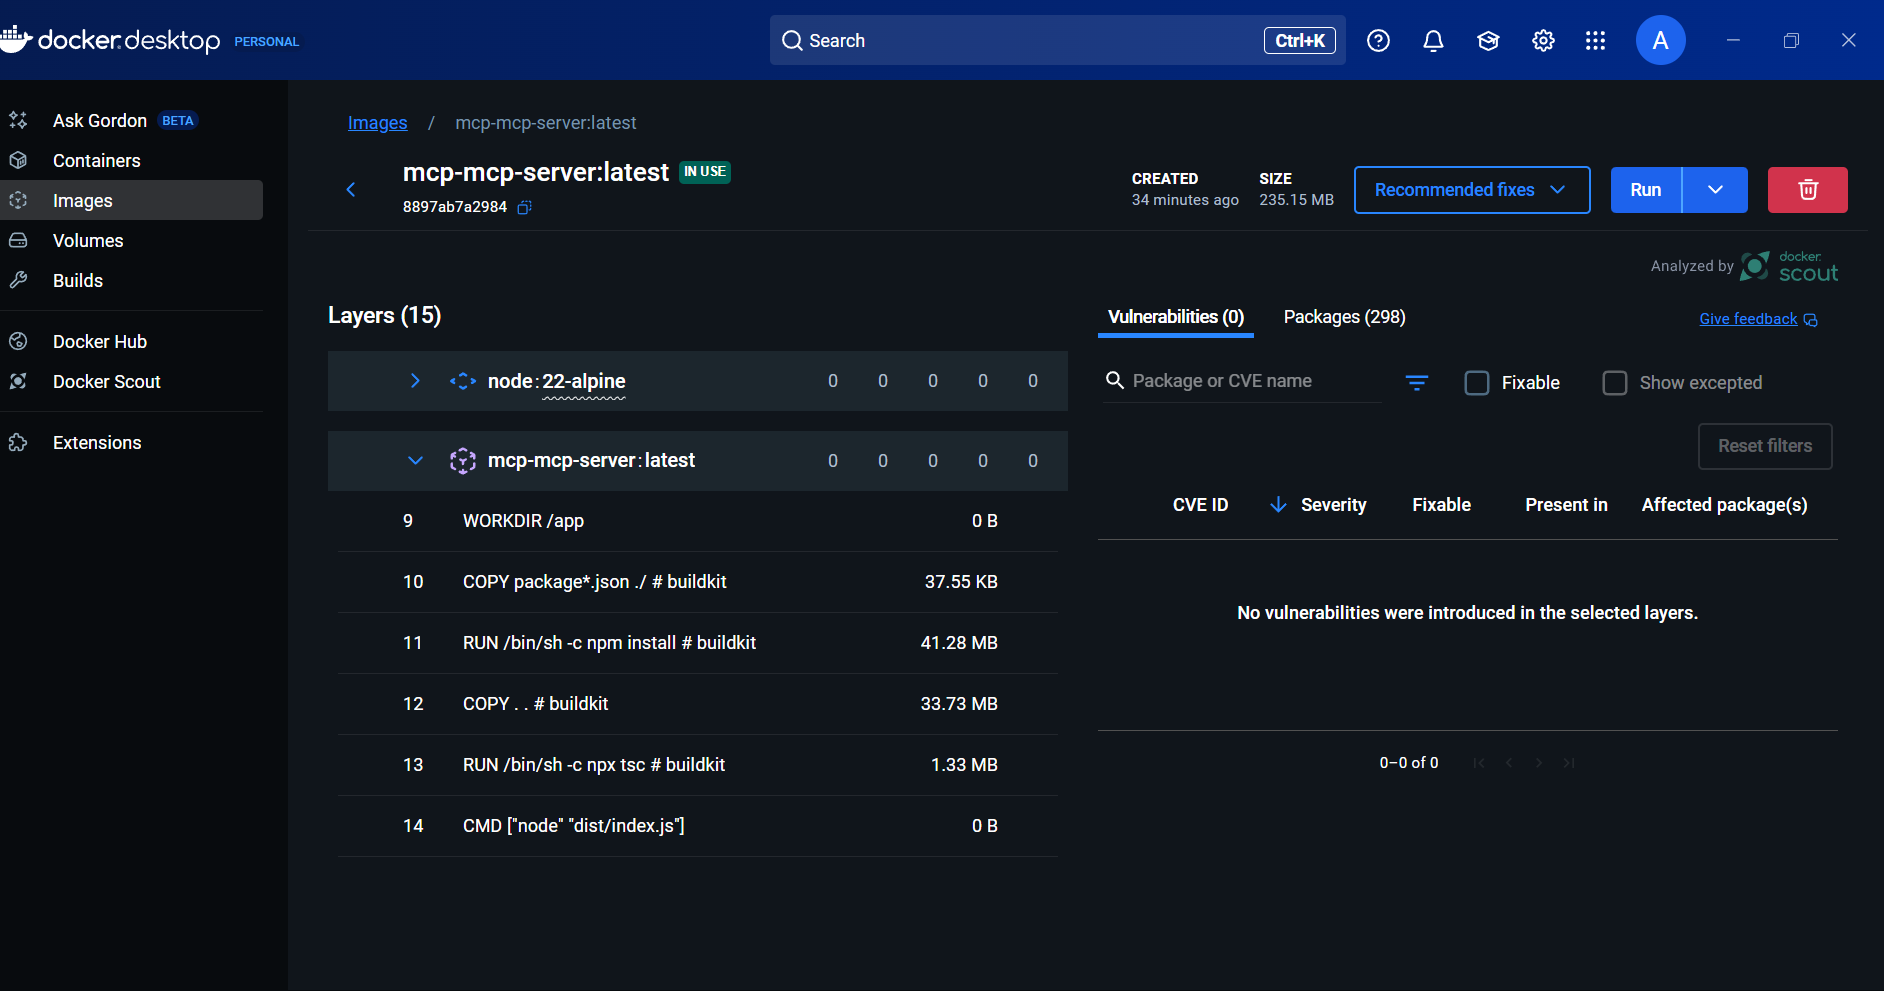 docker.desktop PERSONAL
Search Ctrl+K
A
Ask Gordon BETA
Containers
Images
Volumes
Builds
Docker Hub
Docker Scout
Extensions
Images / mcp-mcp-server:latest
mcp-mcp-server:latest IN USE
8897ab7a2984
CREATED
34 minutes ago
SIZE
235.15 MB
Recommended fixes
Run
Analyzed by docker scout
Layers (15)
node:22-alpine 0 0 0 0 0
mcp-mcp-server:latest 0 0 0 0 0
9 WORKDIR /app 0 B
10 COPY package*.json ./ # buildkit 37.55 KB
11 RUN /bin/sh -c npm install # buildkit 41.28 MB
12 COPY . . # buildkit 33.73 MB
13 RUN /bin/sh -c npx tsc # buildkit 1.33 MB
14 CMD ["node" "dist/index.js"] 0 B
Vulnerabilities (0) Packages (298) Give feedback
Package or CVE name Fixable Show excepted
Reset filters
CVE ID Severity Fixable Present in Affected package(s)
No vulnerabilities were introduced in the selected layers.
0–0 of 0